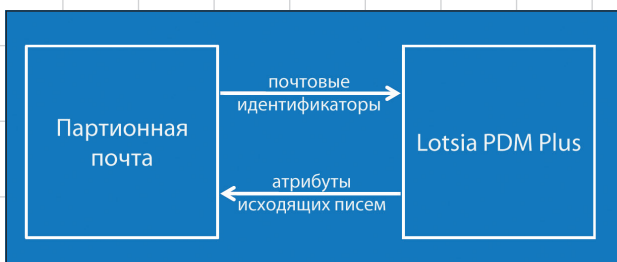 Партионная
почта
почтовые
идентификаторы
атрибуты
исходящих писем
Lotsia PDM Plus